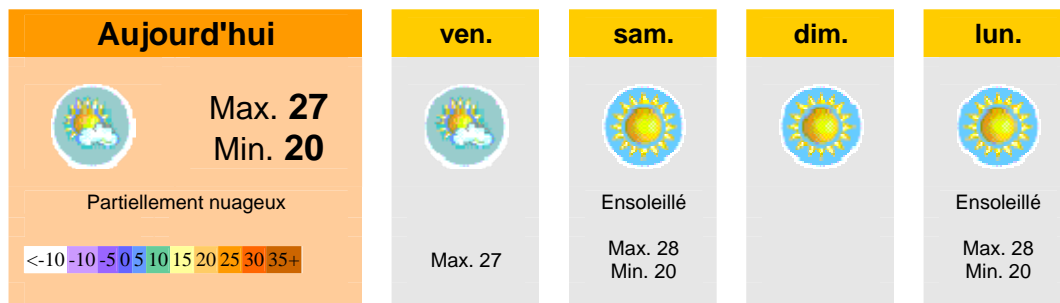 Aujourd'hui
Max. 27
Min. 20
Partiellement nuageux
<-10 -10 -5 0 5 10 15 20 25 30 35+
ven.
Max. 27
sam.
Ensoleillé
Max. 28
Min. 20
dim.
lun.
Ensoleillé
Max. 28
Min. 20